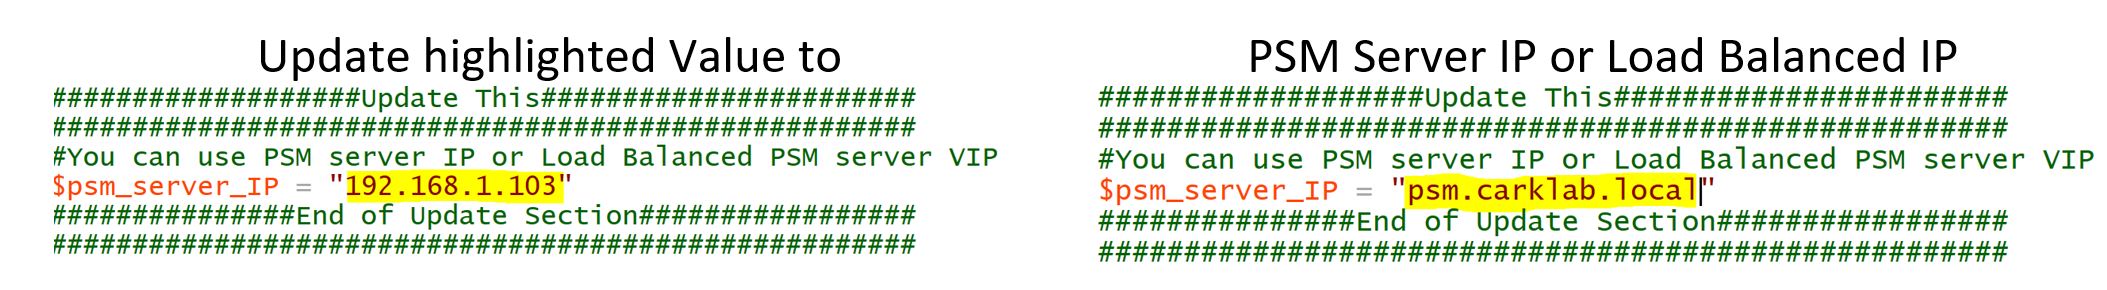 Update highlighted Value to
###################Update This#######################
#####################################################
#You can use PSM server IP or Load Balanced PSM server VIP
$psm_server_IP = "192.168.1.103"
###############End of Update Section#################
#####################################################
PSM Server IP or Load Balanced IP
###################Update This#######################
#####################################################
#You can use PSM server IP or Load Balanced PSM server VIP
$psm_server_IP = "psm.carklab.local"
###############End of Update Section#################
#####################################################